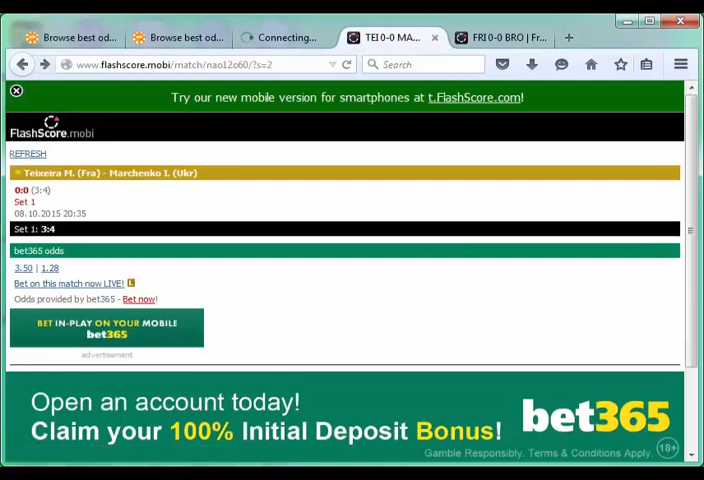 Browse best od...
Browse best od...
Connecting...
TEI 0-0 MA...
FRI 0-0 BRO | Fr...
www.flashscore.mobi/match/nao12o60/?s=2
Search
Try our new mobile version for smartphones at t.FlashScore.com!
FlashScore.mobi
REFRESH
Teixeira M. (Fra) - Marchenko I. (Ukr)
0:0 (3:4)
Set 1
08.10.2015 20:35
Set 1: 3:4
bet365 odds
3.50 | 1.28
Bet on this match now LIVE! L
Odds provided by bet365 - Bet now!
BET IN-PLAY ON YOUR MOBILE
bet365
advertisement
Open an account today!
Claim your 100% Initial Deposit Bonus!
bet365
Gamble Responsibly. Terms & Conditions Apply. 18+